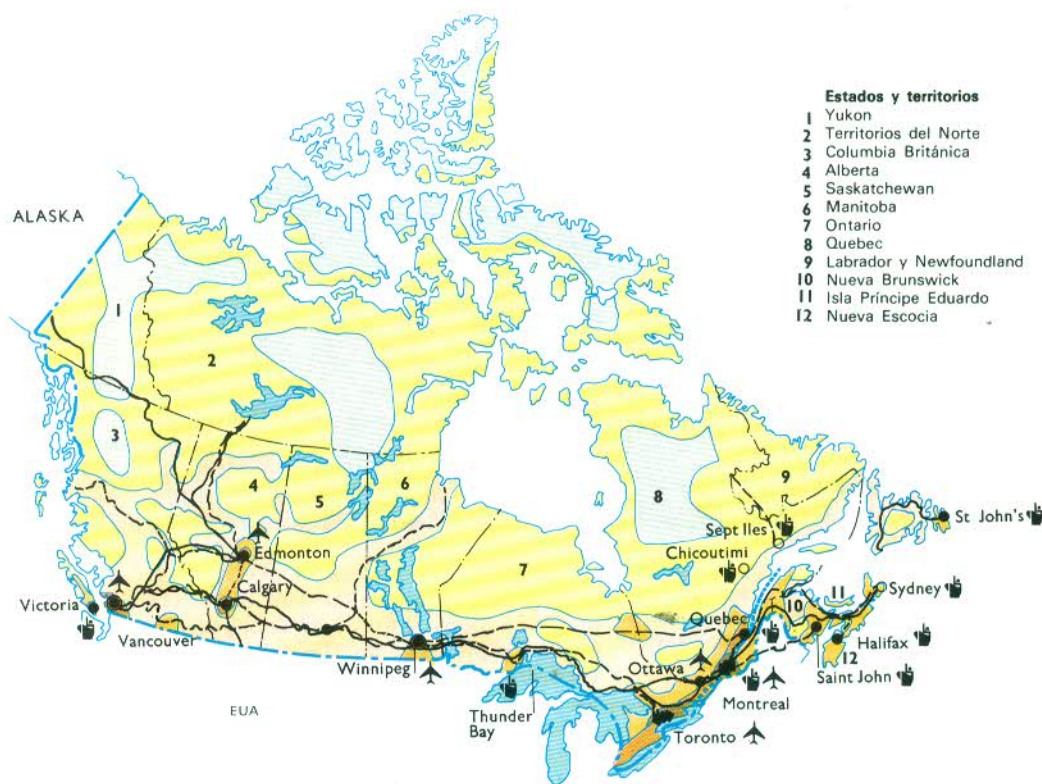 Estados y territorios
1 Yukon
2 Territorios del Norte
3 Columbia Británica
4 Alberta
5 Saskatchewan
6 Manitoba
7 Ontario
8 Quebec
9 Labrador y Newfoundland
10 Nueva Brunswick
11 Isla Príncipe Eduardo
12 Nueva Escocia
ALASKA
1
2
3
4
5
6
7
8
9
10
11
12
St John's
Sept Iles
Chicoutimi
Edmonton
Calgary
Victoria
Vancouver
Winnipeg
Quebec
Sydney
Halifax
Saint John
Ottawa
Montreal
Thunder
Bay
Toronto
EUA